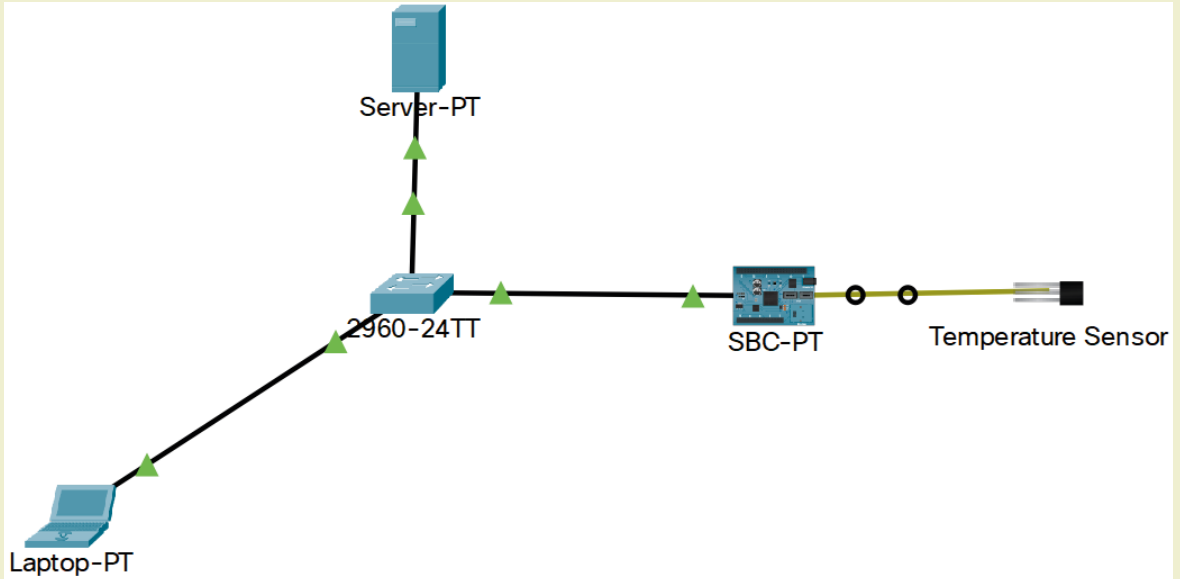 Server-PT
2960-24TT
SBC-PT
Temperature Sensor
Laptop-PT